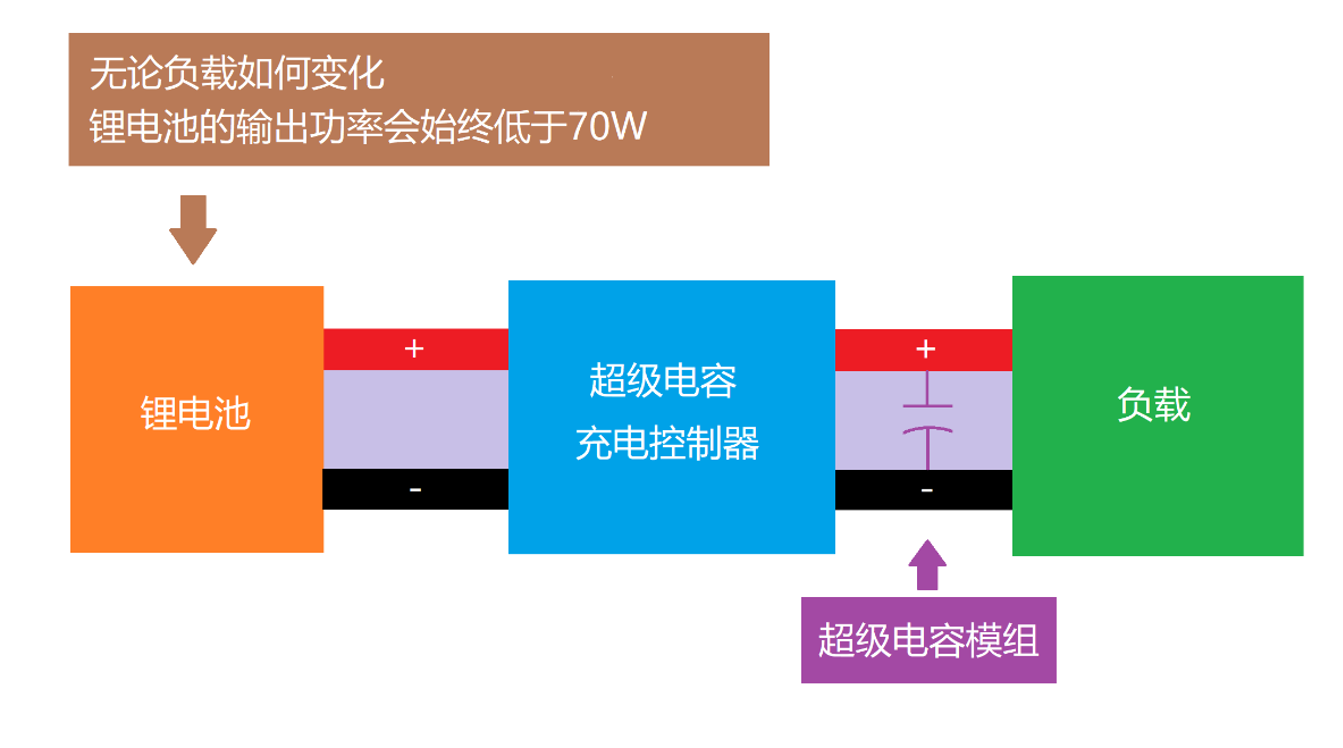 无论负载如何变化
锂电池的输出功率会始终低于70W
锂电池
+
-
超级电容
充电控制器
+
-
负载
超级电容模组